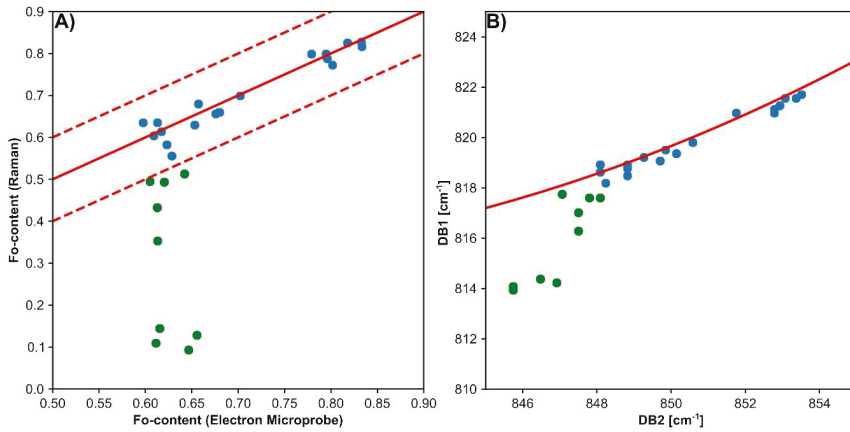 A)
0.9
0.8
0.7
0.6
0.5
0.4
0.3
0.2
0.1
0.0
Fo-content (Raman)
0.50 0.55 0.60 0.65 0.70 0.75 0.80 0.85 0.90
Fo-content (Electron Microprobe)
B)
824
822
820
818
816
814
812
810
DB1 [cm⁻¹]
846 848 850 852 854
DB2 [cm⁻¹]